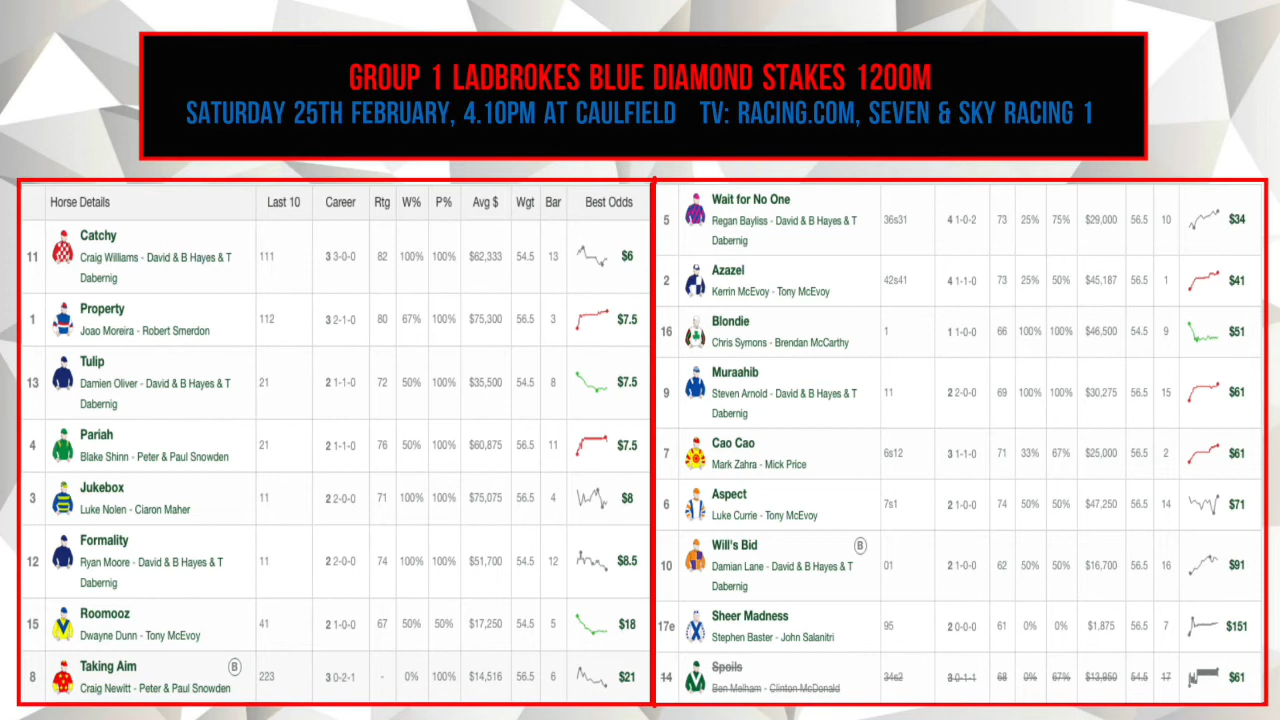 GROUP 1 LADBROKES BLUE DIAMOND STAKES 1200M
SATURDAY 25TH FEBRUARY, 4.10PM AT CAULFIELD TV: RACING.COM, SEVEN & SKY RACING 1
Horse Details Last 10 Career Rtg W% P% Avg $ Wgt Bar Best Odds
Catchy
11 Craig Williams - David & B Hayes & T 111 3 3-0-0 82 100% 100% $62,333 54.5 13 $6
Dabernig
Property
1 Joao Moreira - Robert Smerdon 112 3 2-1-0 80 67% 100% $75,300 56.5 3 $7.5
Tulip
13 Damien Oliver - David & B Hayes & T 21 2 1-1-0 72 50% 100% $35,500 54.5 8 $7.5
Dabernig
Pariah
4 Blake Shinn - Peter & Paul Snowden 21 2 1-1-0 76 50% 100% $60,875 56.5 11 $7.5
Jukebox
3 Luke Nolen - Ciaron Maher 11 2 2-0-0 71 100% 100% $75,075 56.5 4 $8
Formality
12 Ryan Moore - David & B Hayes & T 11 2 2-0-0 74 100% 100% $51,700 54.5 12 $8.5
Dabernig
Roomooz
15 Dwayne Dunn - Tony McEvoy 41 2 1-0-0 67 50% 50% $17,250 54.5 5 $18
Taking Aim B
8 Craig Newitt - Peter & Paul Snowden 223 3 0-2-1 - 0% 100% $14,516 56.5 6 $21
Wait for No One
5 Regan Bayliss - David & B Hayes & T 36s31 4 1-0-2 73 25% 75% $29,000 56.5 10 $34
Dabernig
Azazel
2 Kerrin McEvoy - Tony McEvoy 42s41 4 1-1-0 73 25% 50% $45,187 56.5 1 $41
Blondie
16 Chris Symons - Brendan McCarthy 1 1 1-0-0 66 100% 100% $46,500 54.5 9 $51
Muraahib
9 Steven Arnold - David & B Hayes & T 11 2 2-0-0 69 100% 100% $30,275 56.5 15 $61
Dabernig
Cao Cao
7 Mark Zahra - Mick Price 6s12 3 1-1-0 71 33% 67% $25,000 56.5 2 $61
Aspect
6 Luke Currie - Tony McEvoy 7s1 2 1-0-0 74 50% 50% $47,250 56.5 14 $71
Will's Bid B
10 Damian Lane - David & B Hayes & T 01 2 1-0-0 62 50% 50% $16,700 56.5 16 $91
Dabernig
Sheer Madness
17e Stephen Baster - John Salanitri 95 2 0-0-0 61 0% 0% $1,875 56.5 7 $151
Spoils
14 Ben Melham - Clinton McDonald 34s2 3 0-1-1 68 0% 67% $13,950 54.5 17 $61